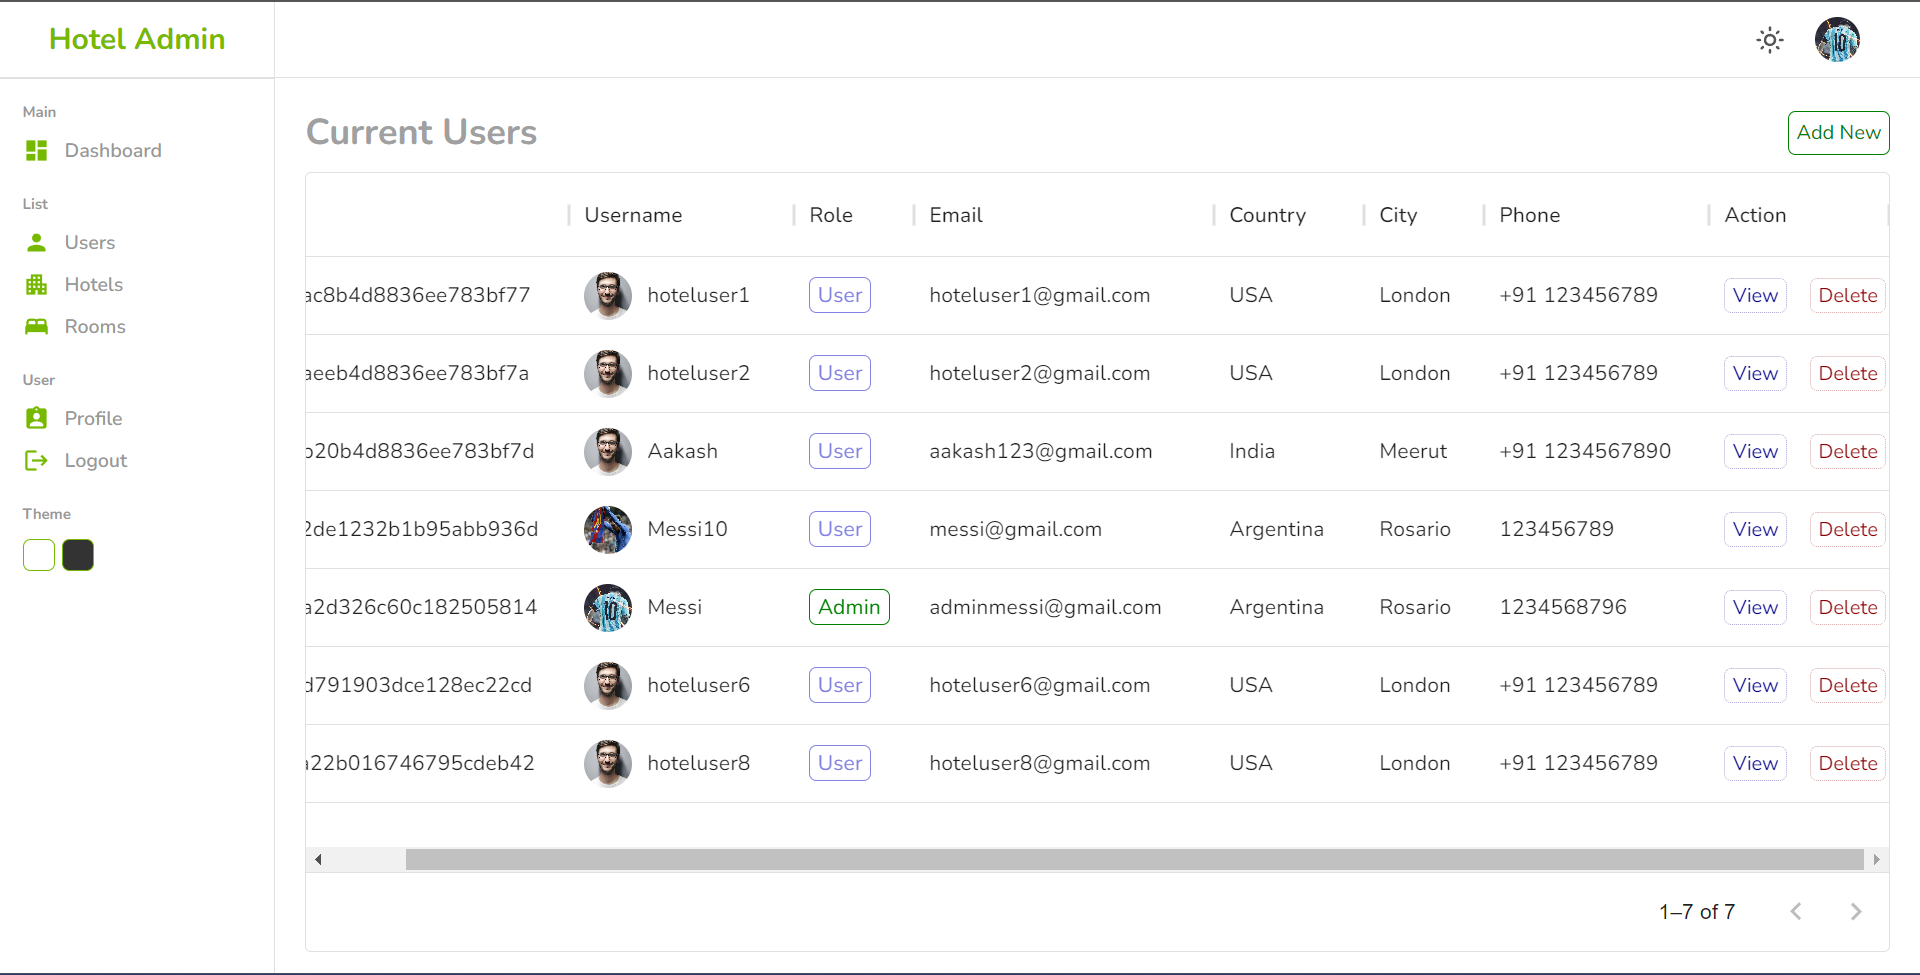 Hotel Admin
Main
Dashboard
List
Users
Hotels
Rooms
User
Profile
Logout
Theme
Current Users
Add New
Username Role Email Country City Phone Action
ac8b4d8836ee783bf77 hoteluser1 User hoteluser1@gmail.com USA London +91 123456789 View Delete
aeeb4d8836ee783bf7a hoteluser2 User hoteluser2@gmail.com USA London +91 123456789 View Delete
b20b4d8836ee783bf7d Aakash User aakash123@gmail.com India Meerut +91 1234567890 View Delete
2de1232b1b95abb936d Messi10 User messi@gmail.com Argentina Rosario 123456789 View Delete
a2d326c60c182505814 Messi Admin adminmessi@gmail.com Argentina Rosario 1234568796 View Delete
d791903dce128ec22cd hoteluser6 User hoteluser6@gmail.com USA London +91 123456789 View Delete
a22b016746795cdeb42 hoteluser8 User hoteluser8@gmail.com USA London +91 123456789 View Delete
1–7 of 7